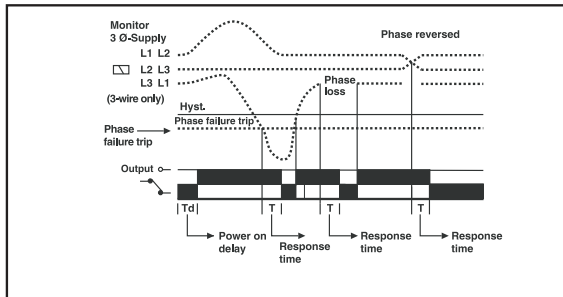 Monitor
3 Ø-Supply
Phase reversed
L1 L2
L2 L3
L3 L1
Phase
loss
(3-wire only)
Hyst.
Phase failure trip
Phase
failure trip
Output
Td
T
T
T
Power on
delay
Response
time
Response
time
Response
time